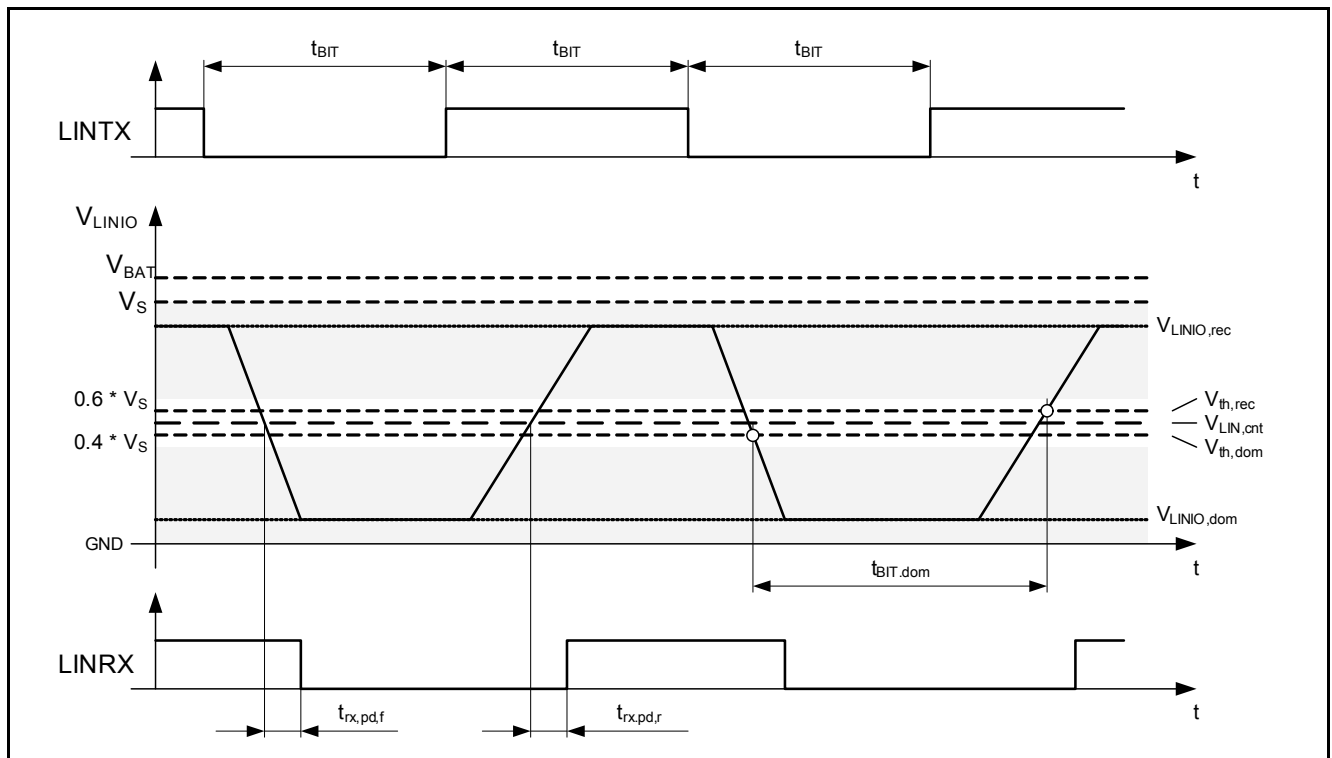 tBIT tBIT tBIT
LINTX
t
VLINIO
VBAT
VS
VLINIO,rec
0.6 * VS
Vth,rec
VLIN,cnt
0.4 * VS
Vth,dom
VLINIO,dom
GND
t
tBIT.dom
LINRX
t
trx,pd,f trx.pd,r